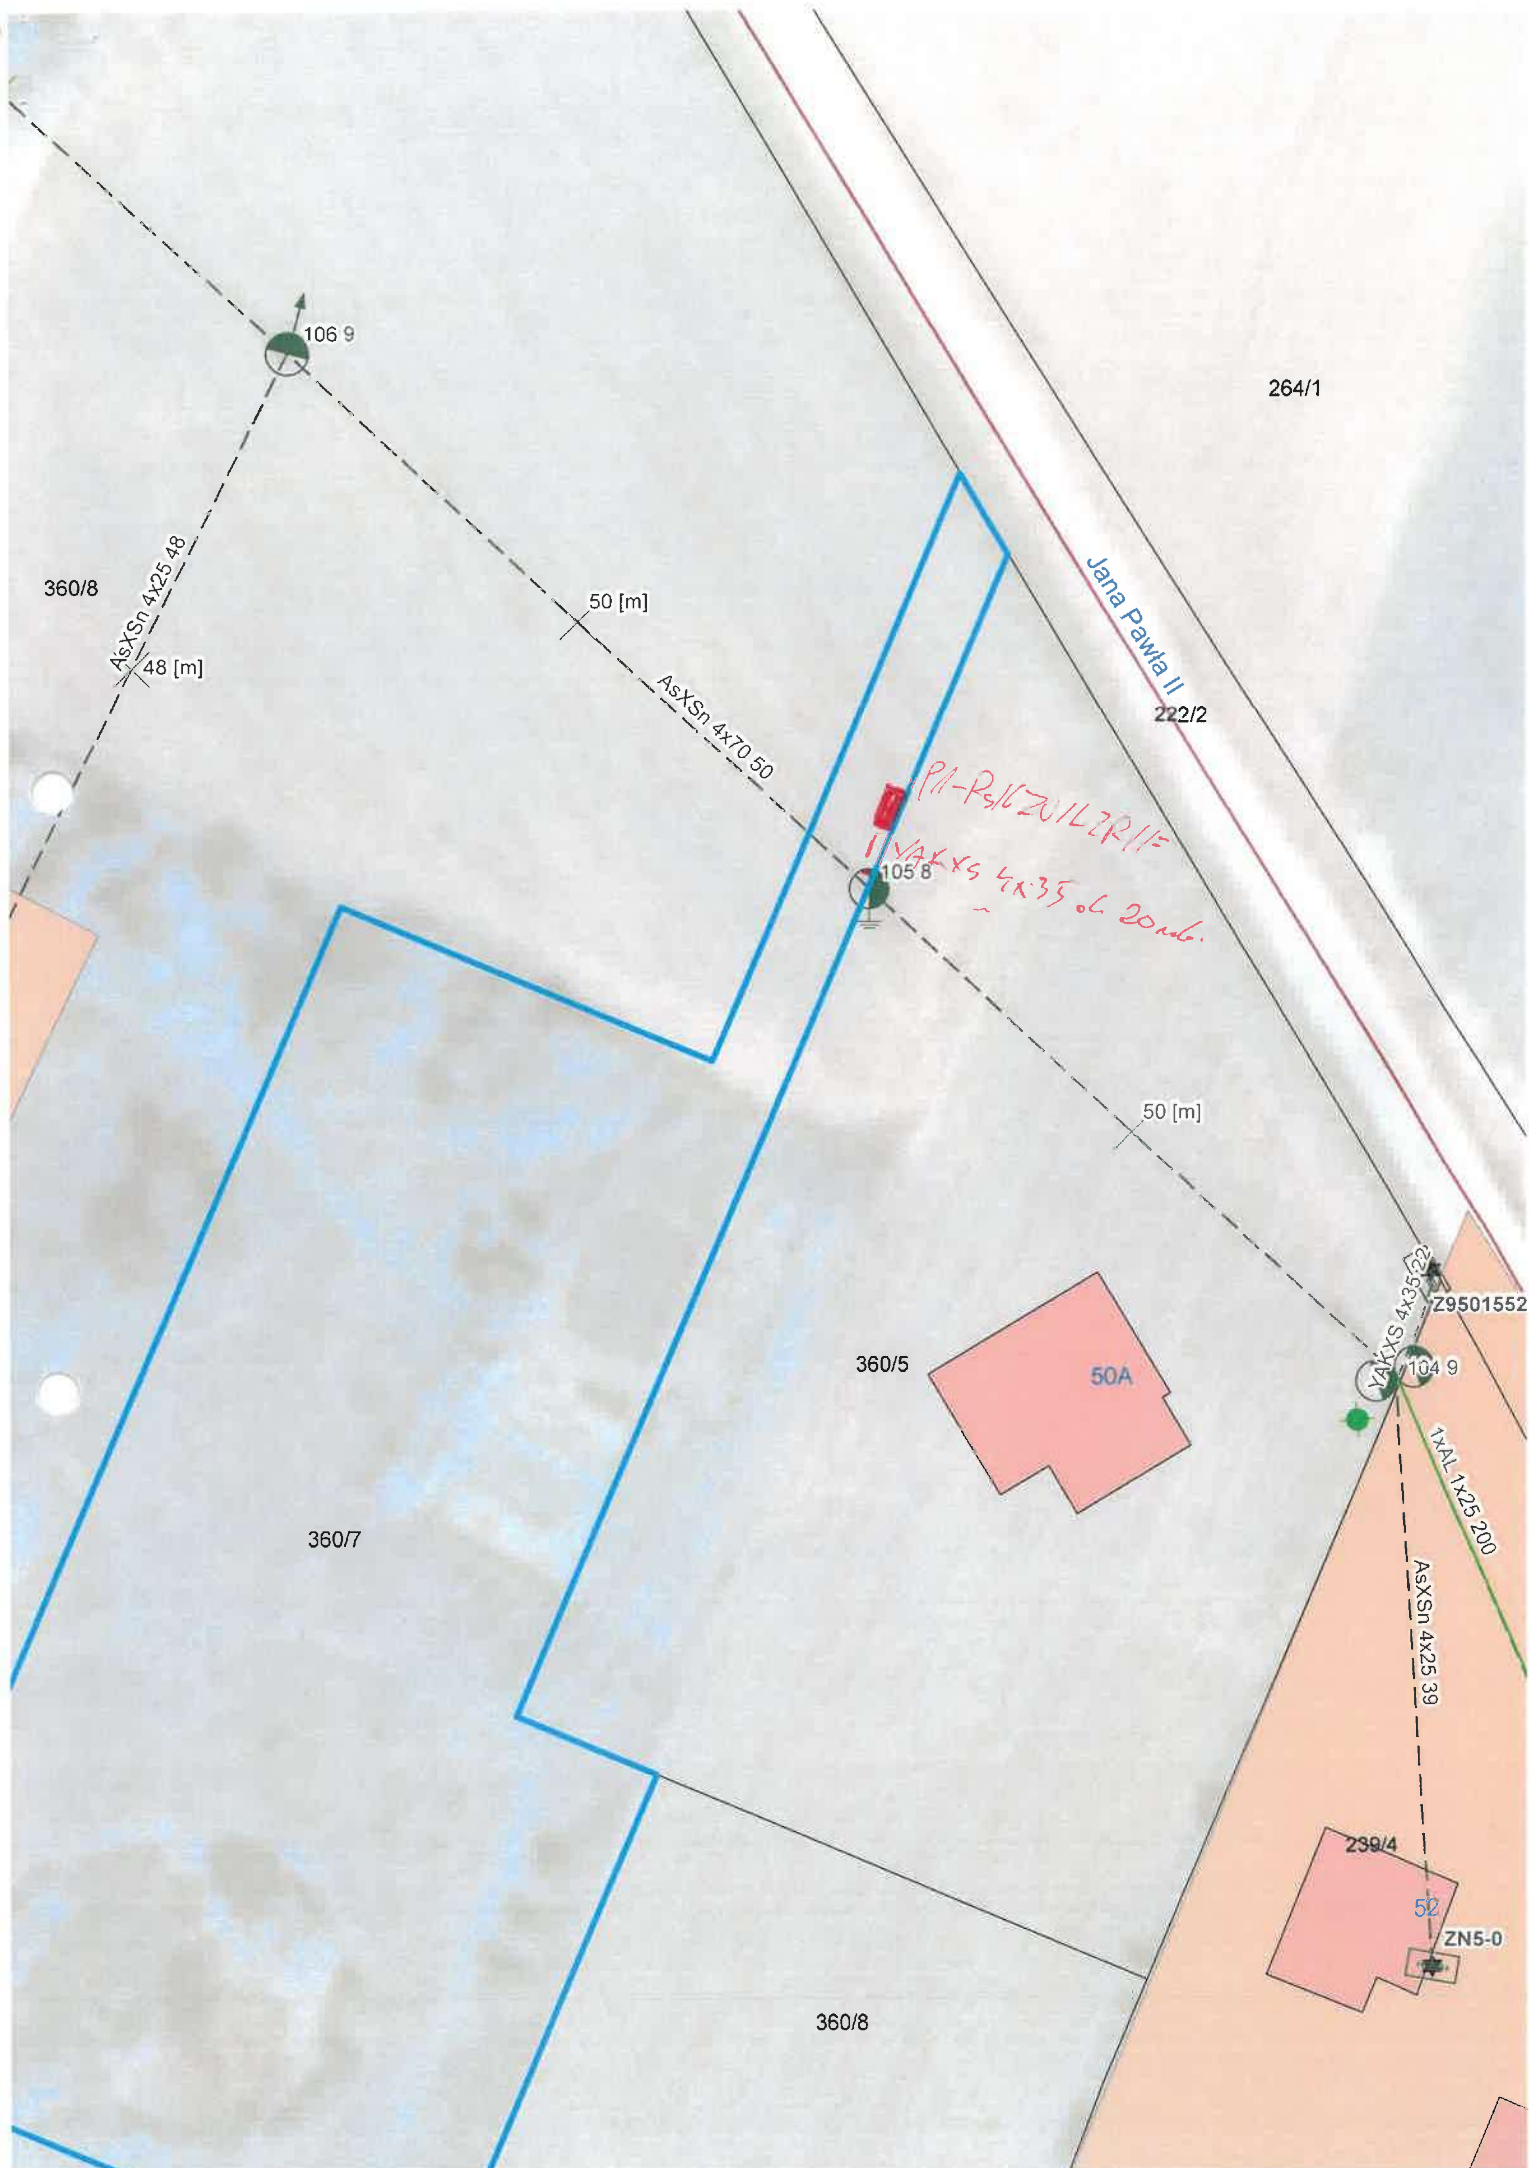 106 9
264/1
AsXSn 4x25 48
360/8
50 [m]
Jana Pawła II
48 [m]
AsXSn 4x70 50
222/2
YAKXS 4x35
105 8
50 [m]
YAKXS 4x35 22
Z9501552
360/5
50A
104 9
1xAL 1x25 200
360/7
AsXSn 4x25 39
239/4
52
ZN5-0
360/8